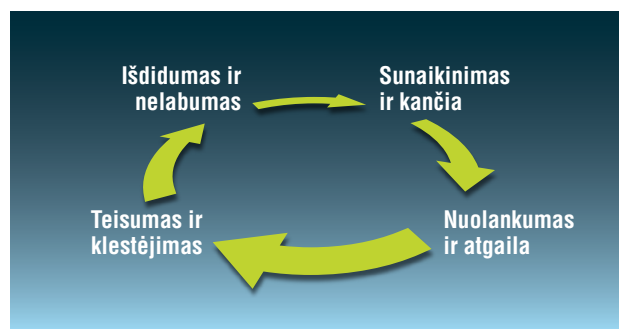 Išdidumas ir
nelabumas
Sunaikinimas
ir kančia
Teisumas ir
klestėjimas
Nuolankumas
ir atgaila